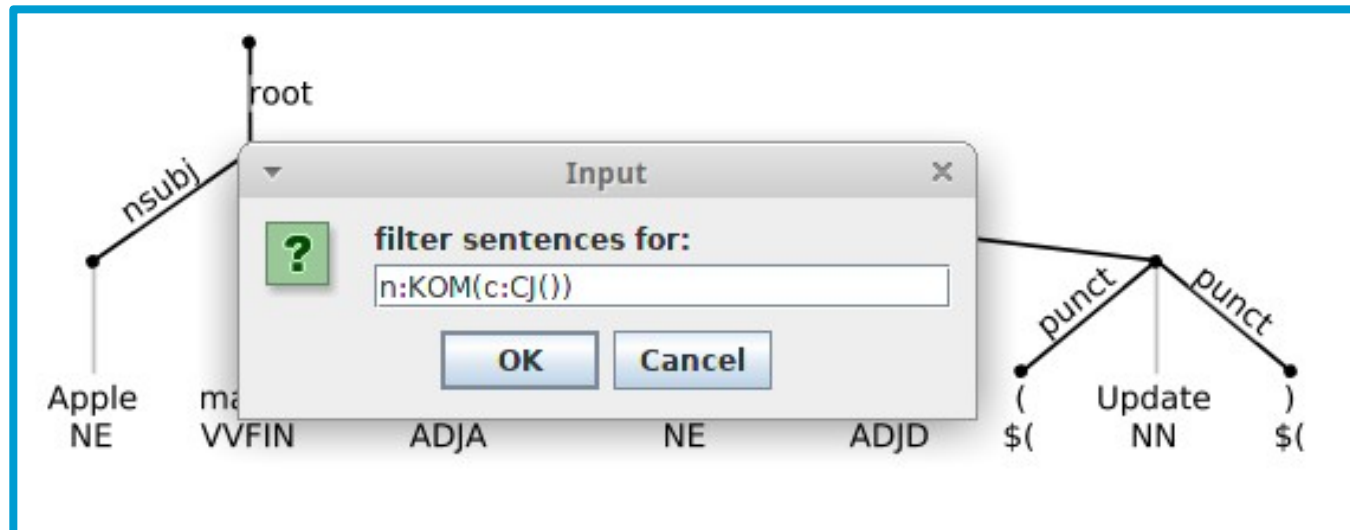 root
nsubj
Input
filter sentences for:
n:KOM(c:CJ())
OK Cancel
punct punct
Apple ( Update )
NE VVFIN ADJA NE ADJD $( NN $(